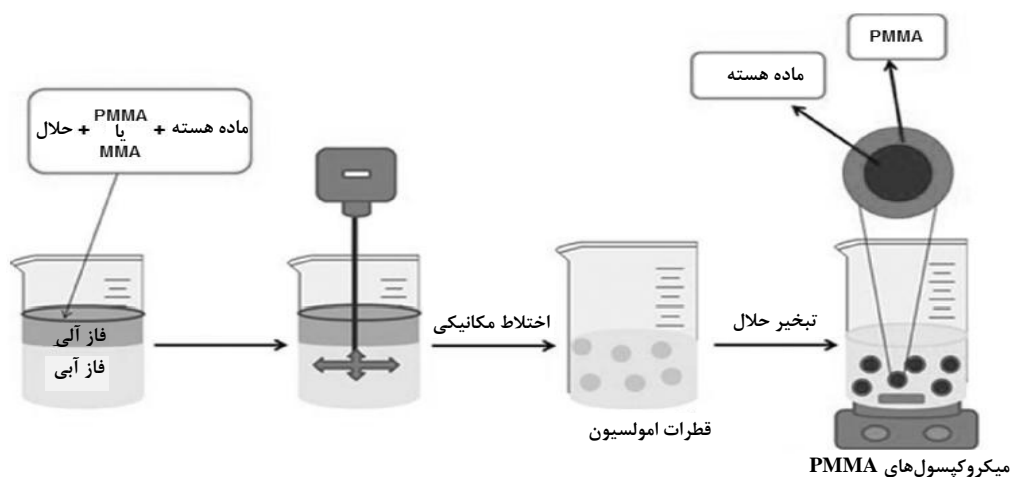 PMMA
ماده هسته
ماده هسته + PMMA یا MMA + حلال
فاز آلی
فاز آبی
اختلاط مکانیکی
قطرات امولسیون
تبخیر حلال
میکروکپسول‌های PMMA